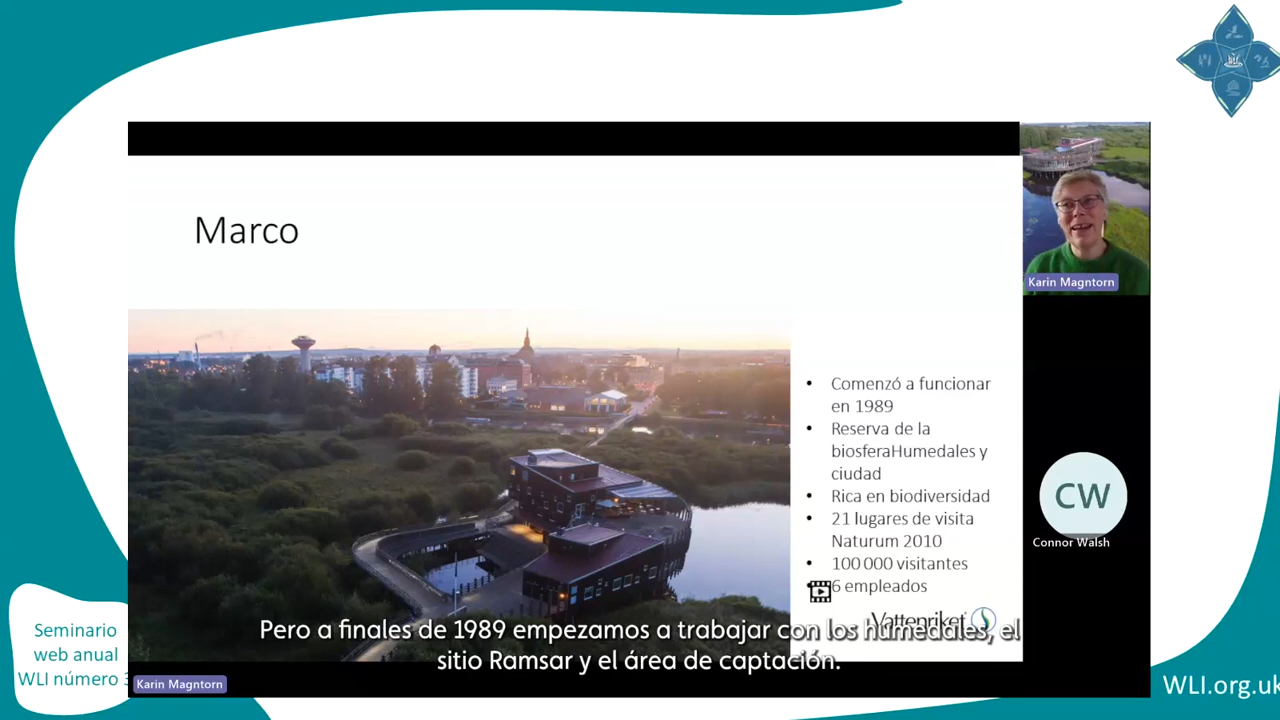 Marco
Karin Magntorn
Comenzó a funcionar
en 1989
Reserva de la
biosferaHumedales y
ciudad
Rica en biodiversidad
21 lugares de visita
Naturum 2010
100 000 visitantes
6 empleados
Vattenriket
CW
Connor Walsh
Pero a finales de 1989 empezamos a trabajar con los humedales, el
sitio Ramsar y el área de captación.
Seminario
web anual
WLI número 3
Karin Magntorn
WLI.org.uk